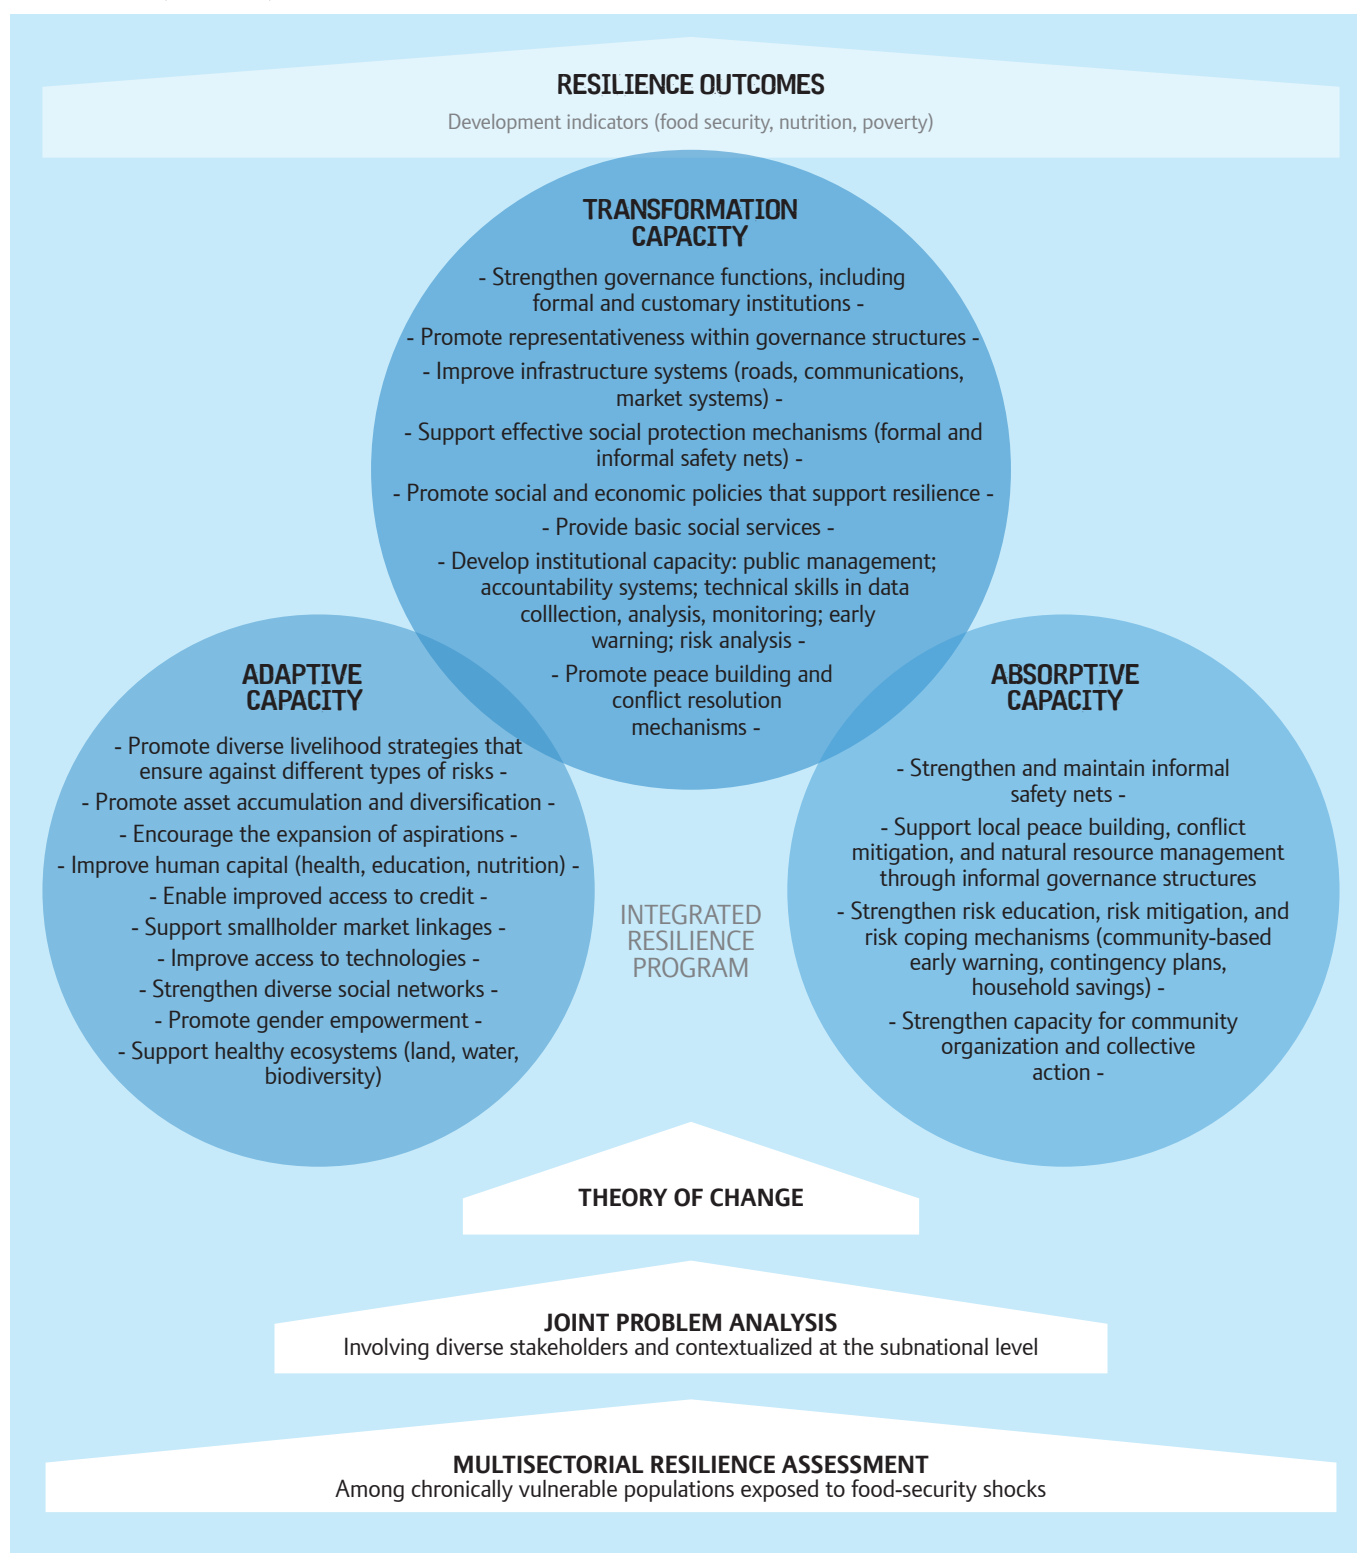 RESILIENCE OUTCOMES
Development indicators (food security, nutrition, poverty)
TRANSFORMATION
CAPACITY
- Strengthen governance functions, including
formal and customary institutions -
- Promote representativeness within governance structures -
- Improve infrastructure systems (roads, communications,
market systems) -
- Support effective social protection mechanisms (formal and
informal safety nets) -
- Promote social and economic policies that support resilience -
- Provide basic social services -
- Develop institutional capacity: public management;
accountability systems; technical skills in data
colllection, analysis, monitoring; early
warning; risk analysis -
- Promote peace building and
conflict resolution
mechanisms -
ADAPTIVE
CAPACITY
- Promote diverse livelihood strategies that
ensure against different types of risks -
- Promote asset accumulation and diversification -
- Encourage the expansion of aspirations -
- Improve human capital (health, education, nutrition) -
- Enable improved access to credit -
- Support smallholder market linkages -
- Improve access to technologies -
- Strengthen diverse social networks -
- Promote gender empowerment -
- Support healthy ecosystems (land, water,
biodiversity)
INTEGRATED
RESILIENCE
PROGRAM
ABSORPTIVE
CAPACITY
- Strengthen and maintain informal
safety nets -
- Support local peace building, conflict
mitigation, and natural resource management
through informal governance structures
- Strengthen risk education, risk mitigation, and
risk coping mechanisms (community-based
early warning, contingency plans,
household savings) -
- Strengthen capacity for community
organization and collective
action -
THEORY OF CHANGE
JOINT PROBLEM ANALYSIS
Involving diverse stakeholders and contextualized at the subnational level
MULTISECTORIAL RESILIENCE ASSESSMENT
Among chronically vulnerable populations exposed to food-security shocks